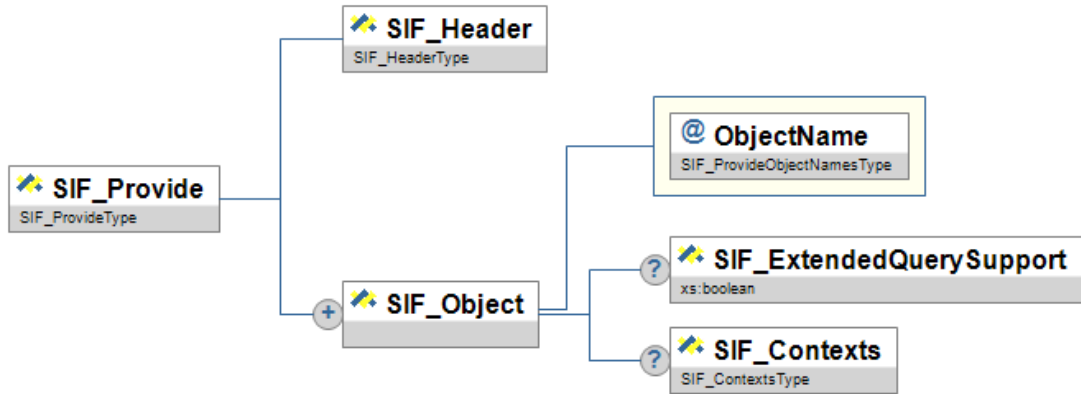 SIF_Header
SIF_HeaderType
@ ObjectName
SIF_ProvideObjectNamesType
SIF_Provide
SIF_ProvideType
? SIF_ExtendedQuerySupport
xs:boolean
+ SIF_Object
? SIF_Contexts
SIF_ContextsType